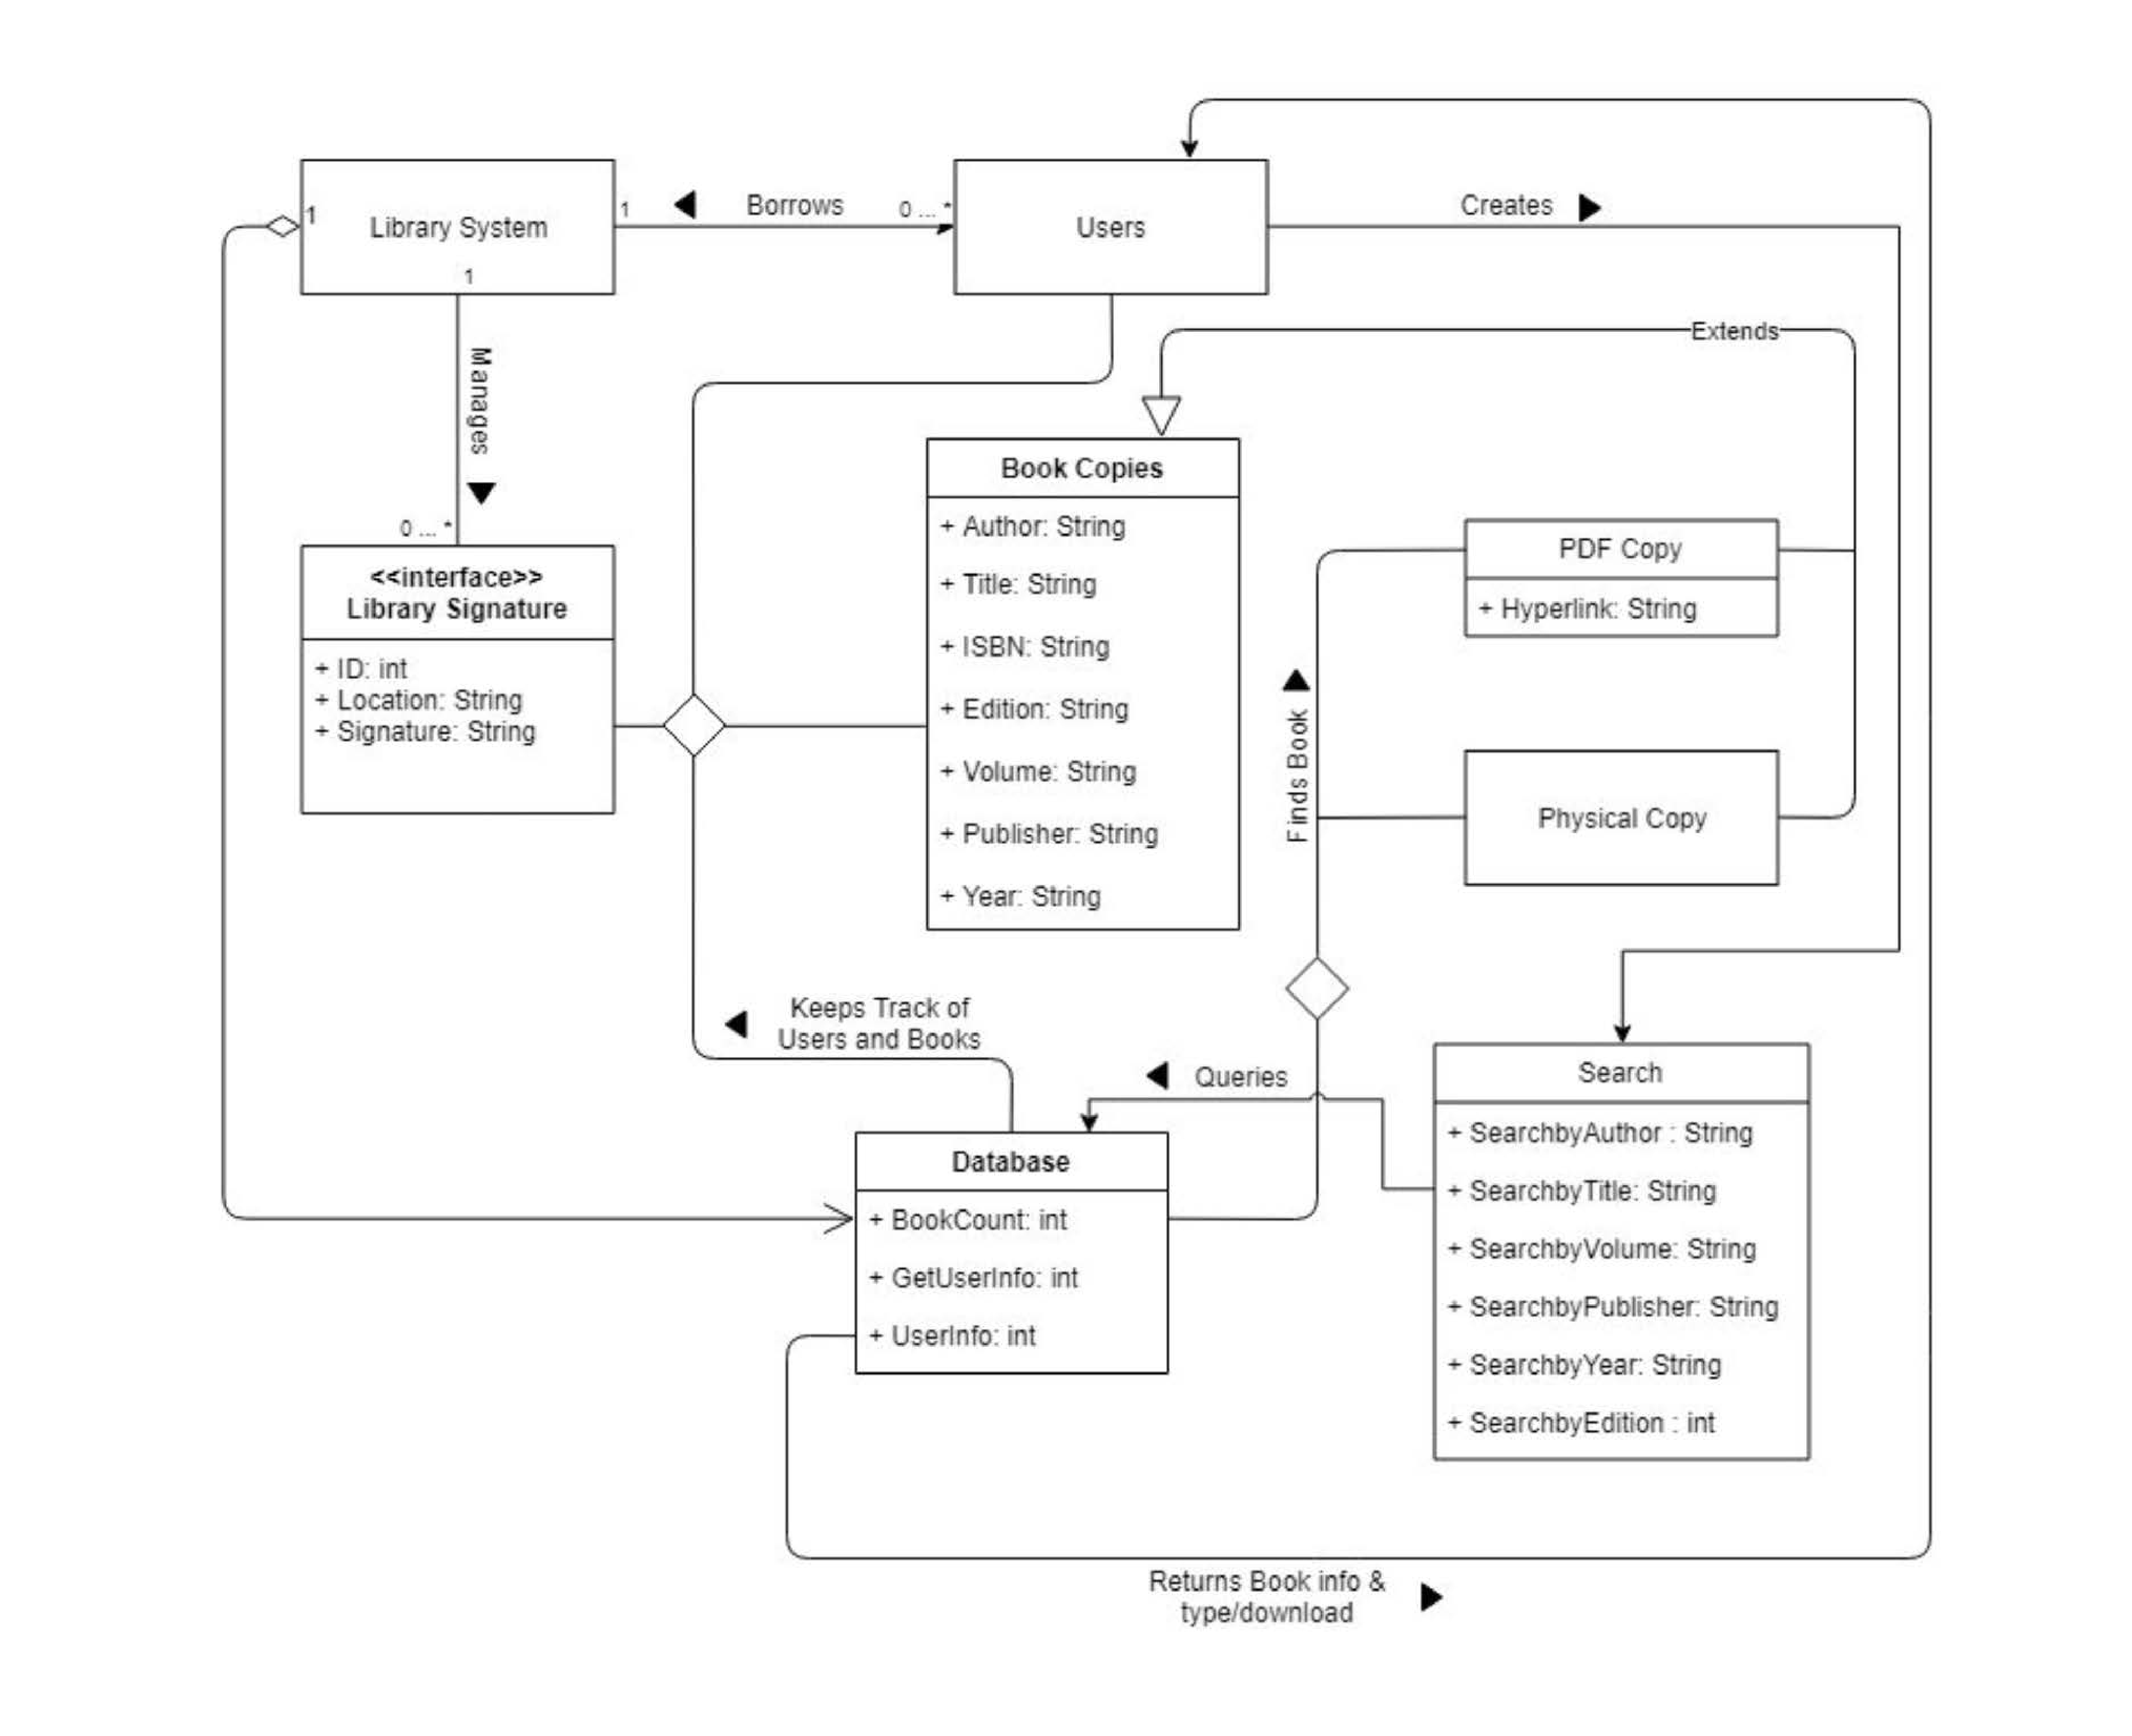 1
Library System
1
1
Borrows
0 ... *
Users
Creates
Manages
0 ... *
Extends
<<interface>>
Library Signature
+ ID: int
+ Location: String
+ Signature: String
Book Copies
+ Author: String
+ Title: String
+ ISBN: String
+ Edition: String
+ Volume: String
+ Publisher: String
+ Year: String
PDF Copy
+ Hyperlink: String
Finds Book
Physical Copy
Keeps Track of
Users and Books
Queries
Database
+ BookCount: int
+ GetUserInfo: int
+ UserInfo: int
Search
+ SearchbyAuthor : String
+ SearchbyTitle: String
+ SearchbyVolume: String
+ SearchbyPublisher: String
+ SearchbyYear: String
+ SearchbyEdition : int
Returns Book info &
type/download